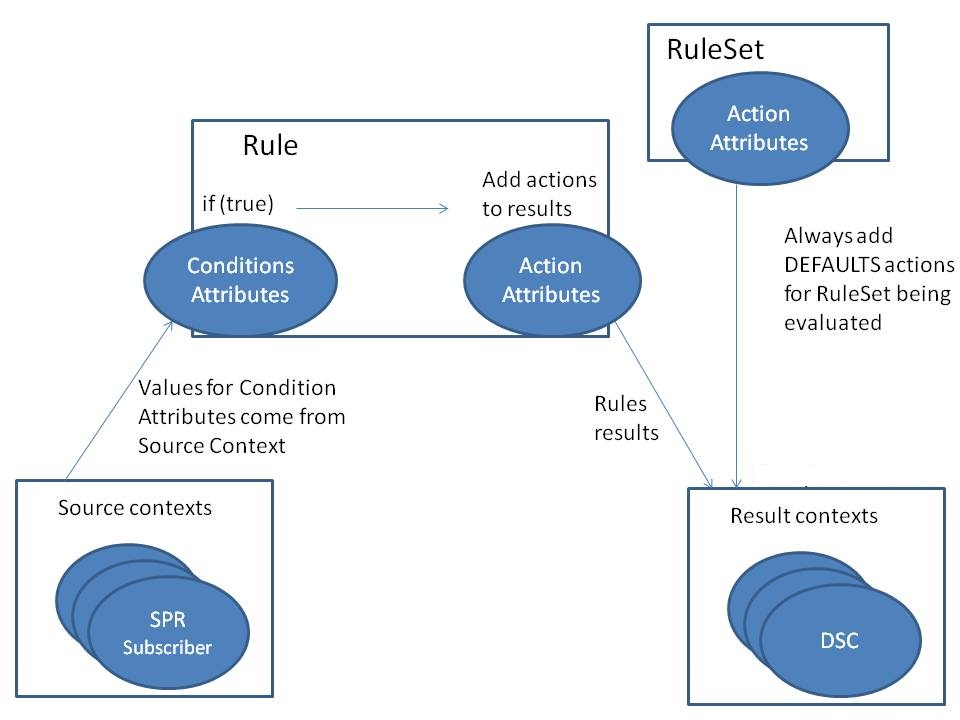 RuleSet
Action
Attributes
Rule
if (true)
Add actions
to results
Conditions
Attributes
Action
Attributes
Always add
DEFAULTS actions
for RuleSet being
evaluated
Values for Condition
Attributes come from
Source Context
Rules
results
Source contexts
SPR
Subscriber
Result contexts
DSC